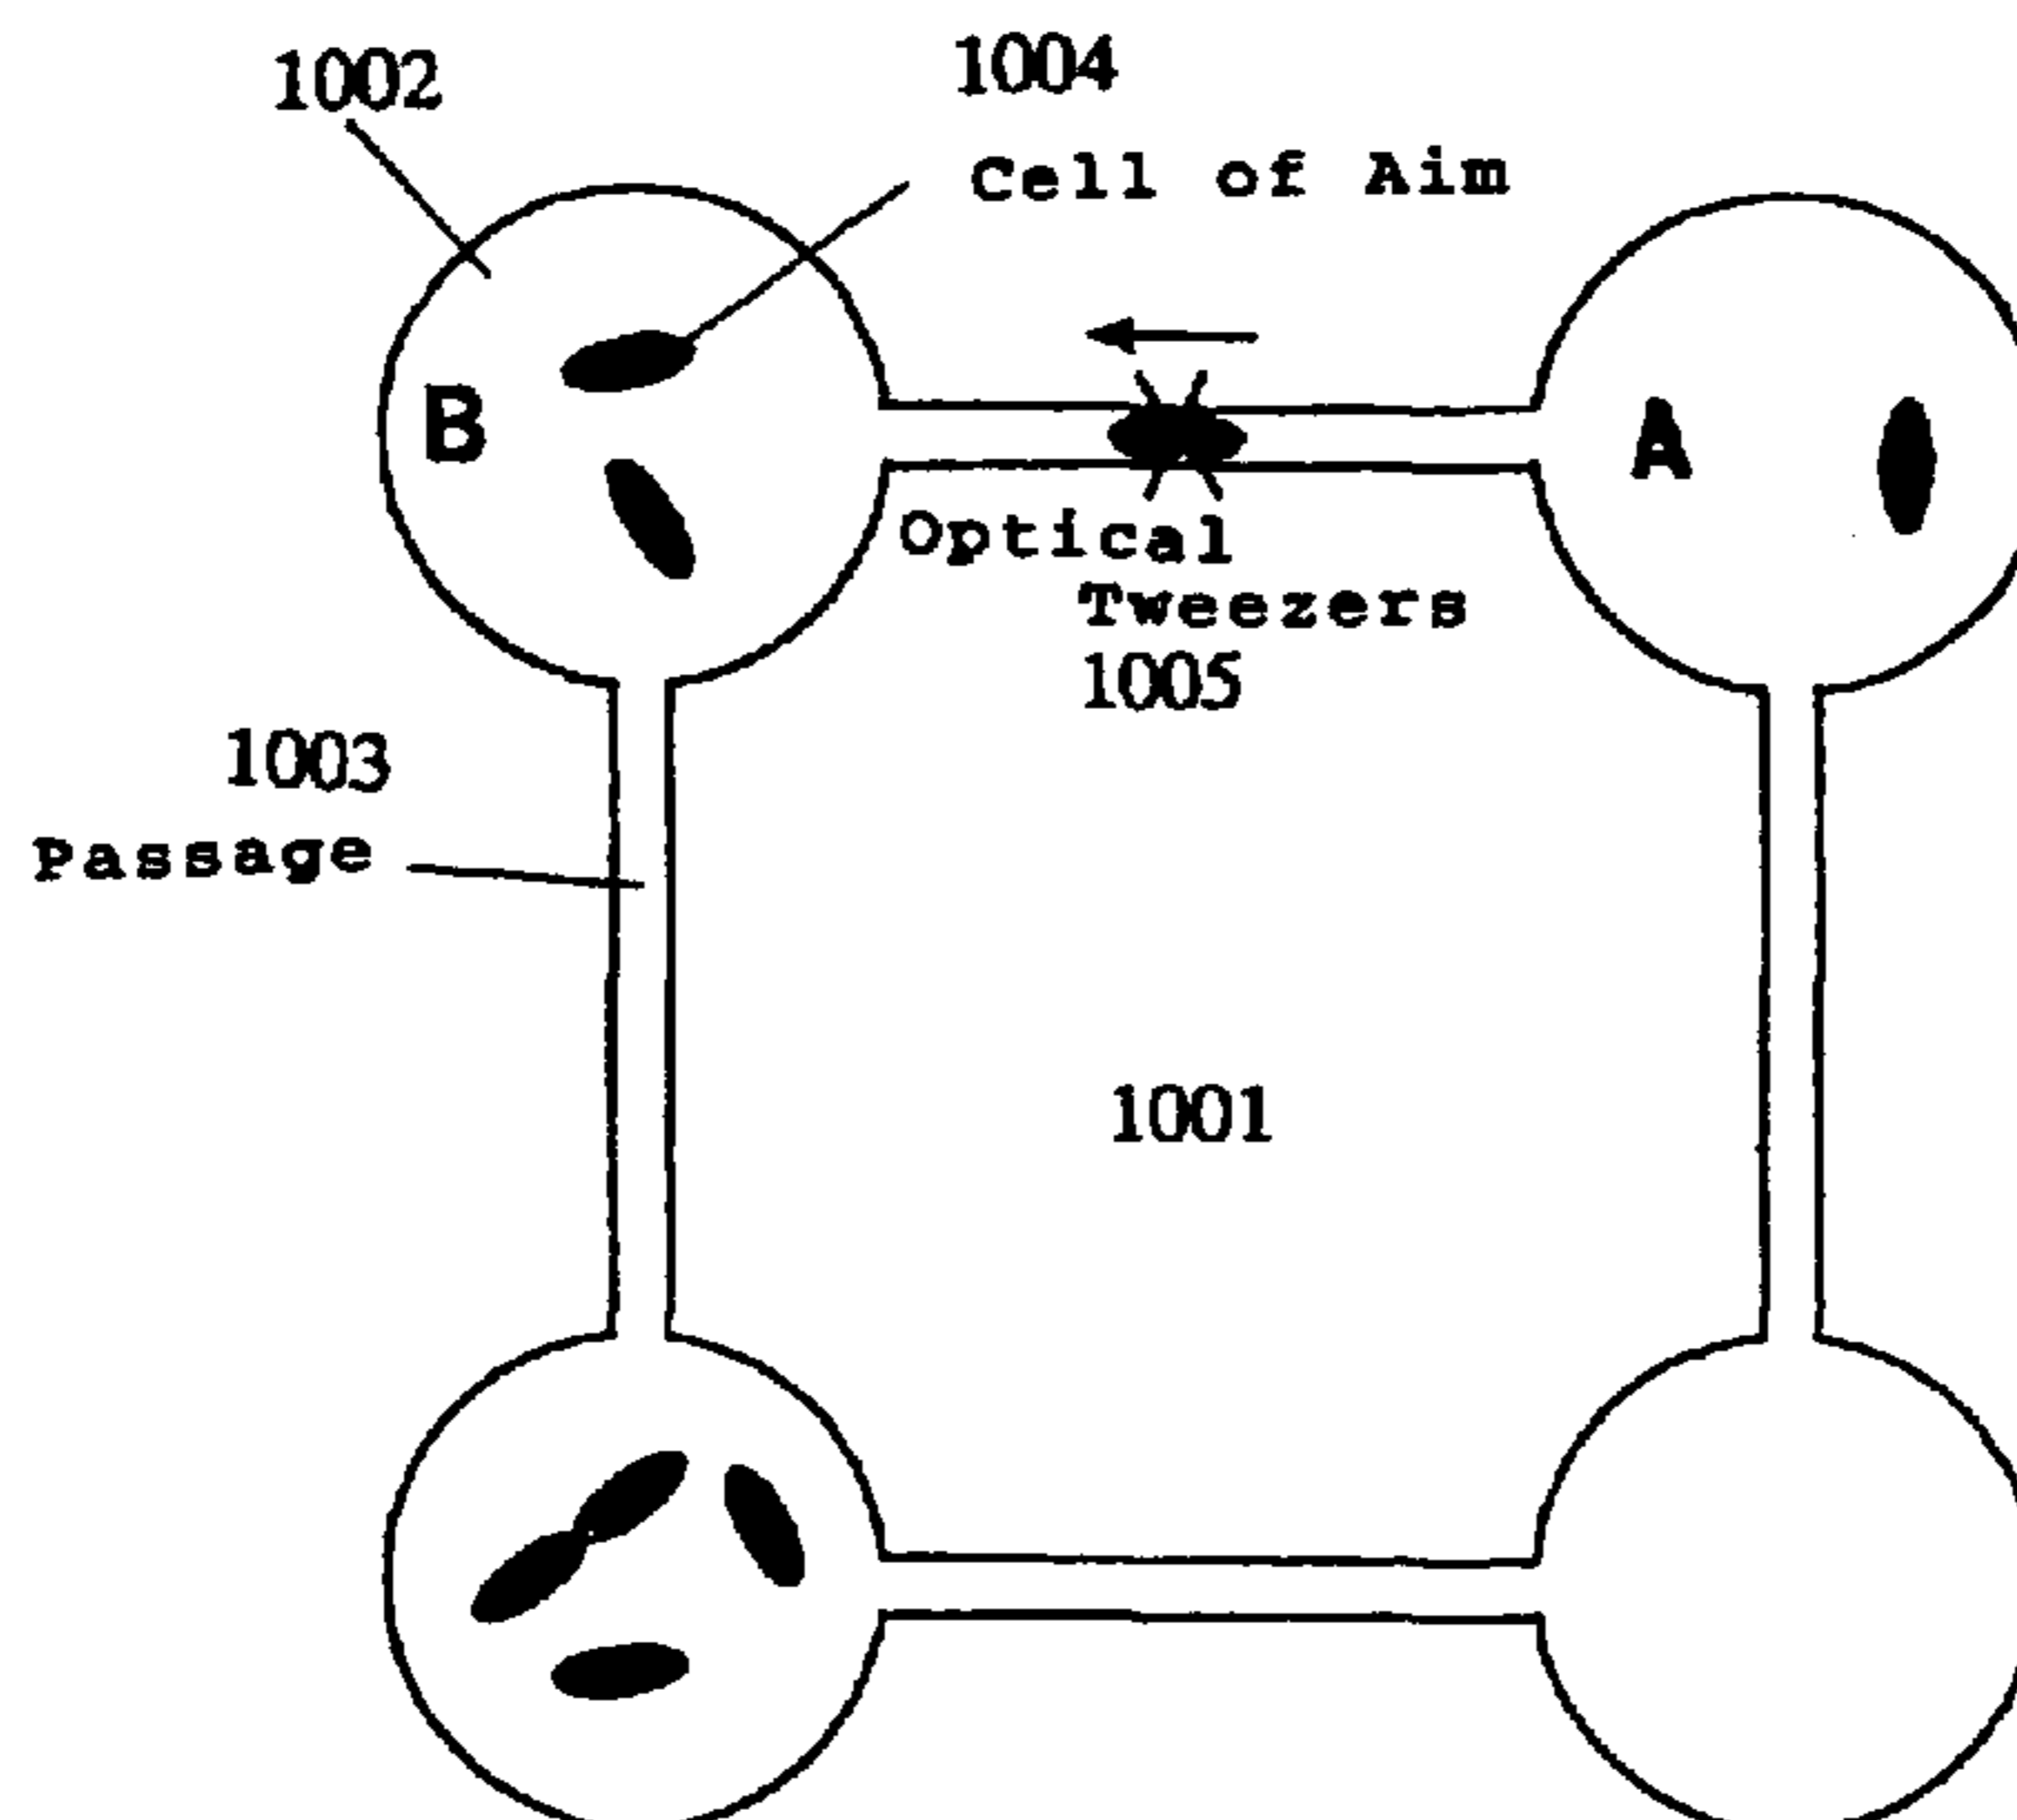 1002
1004
Cell of Aim
B
A
Optical
Tweezers
1005
1003
Passage
1001